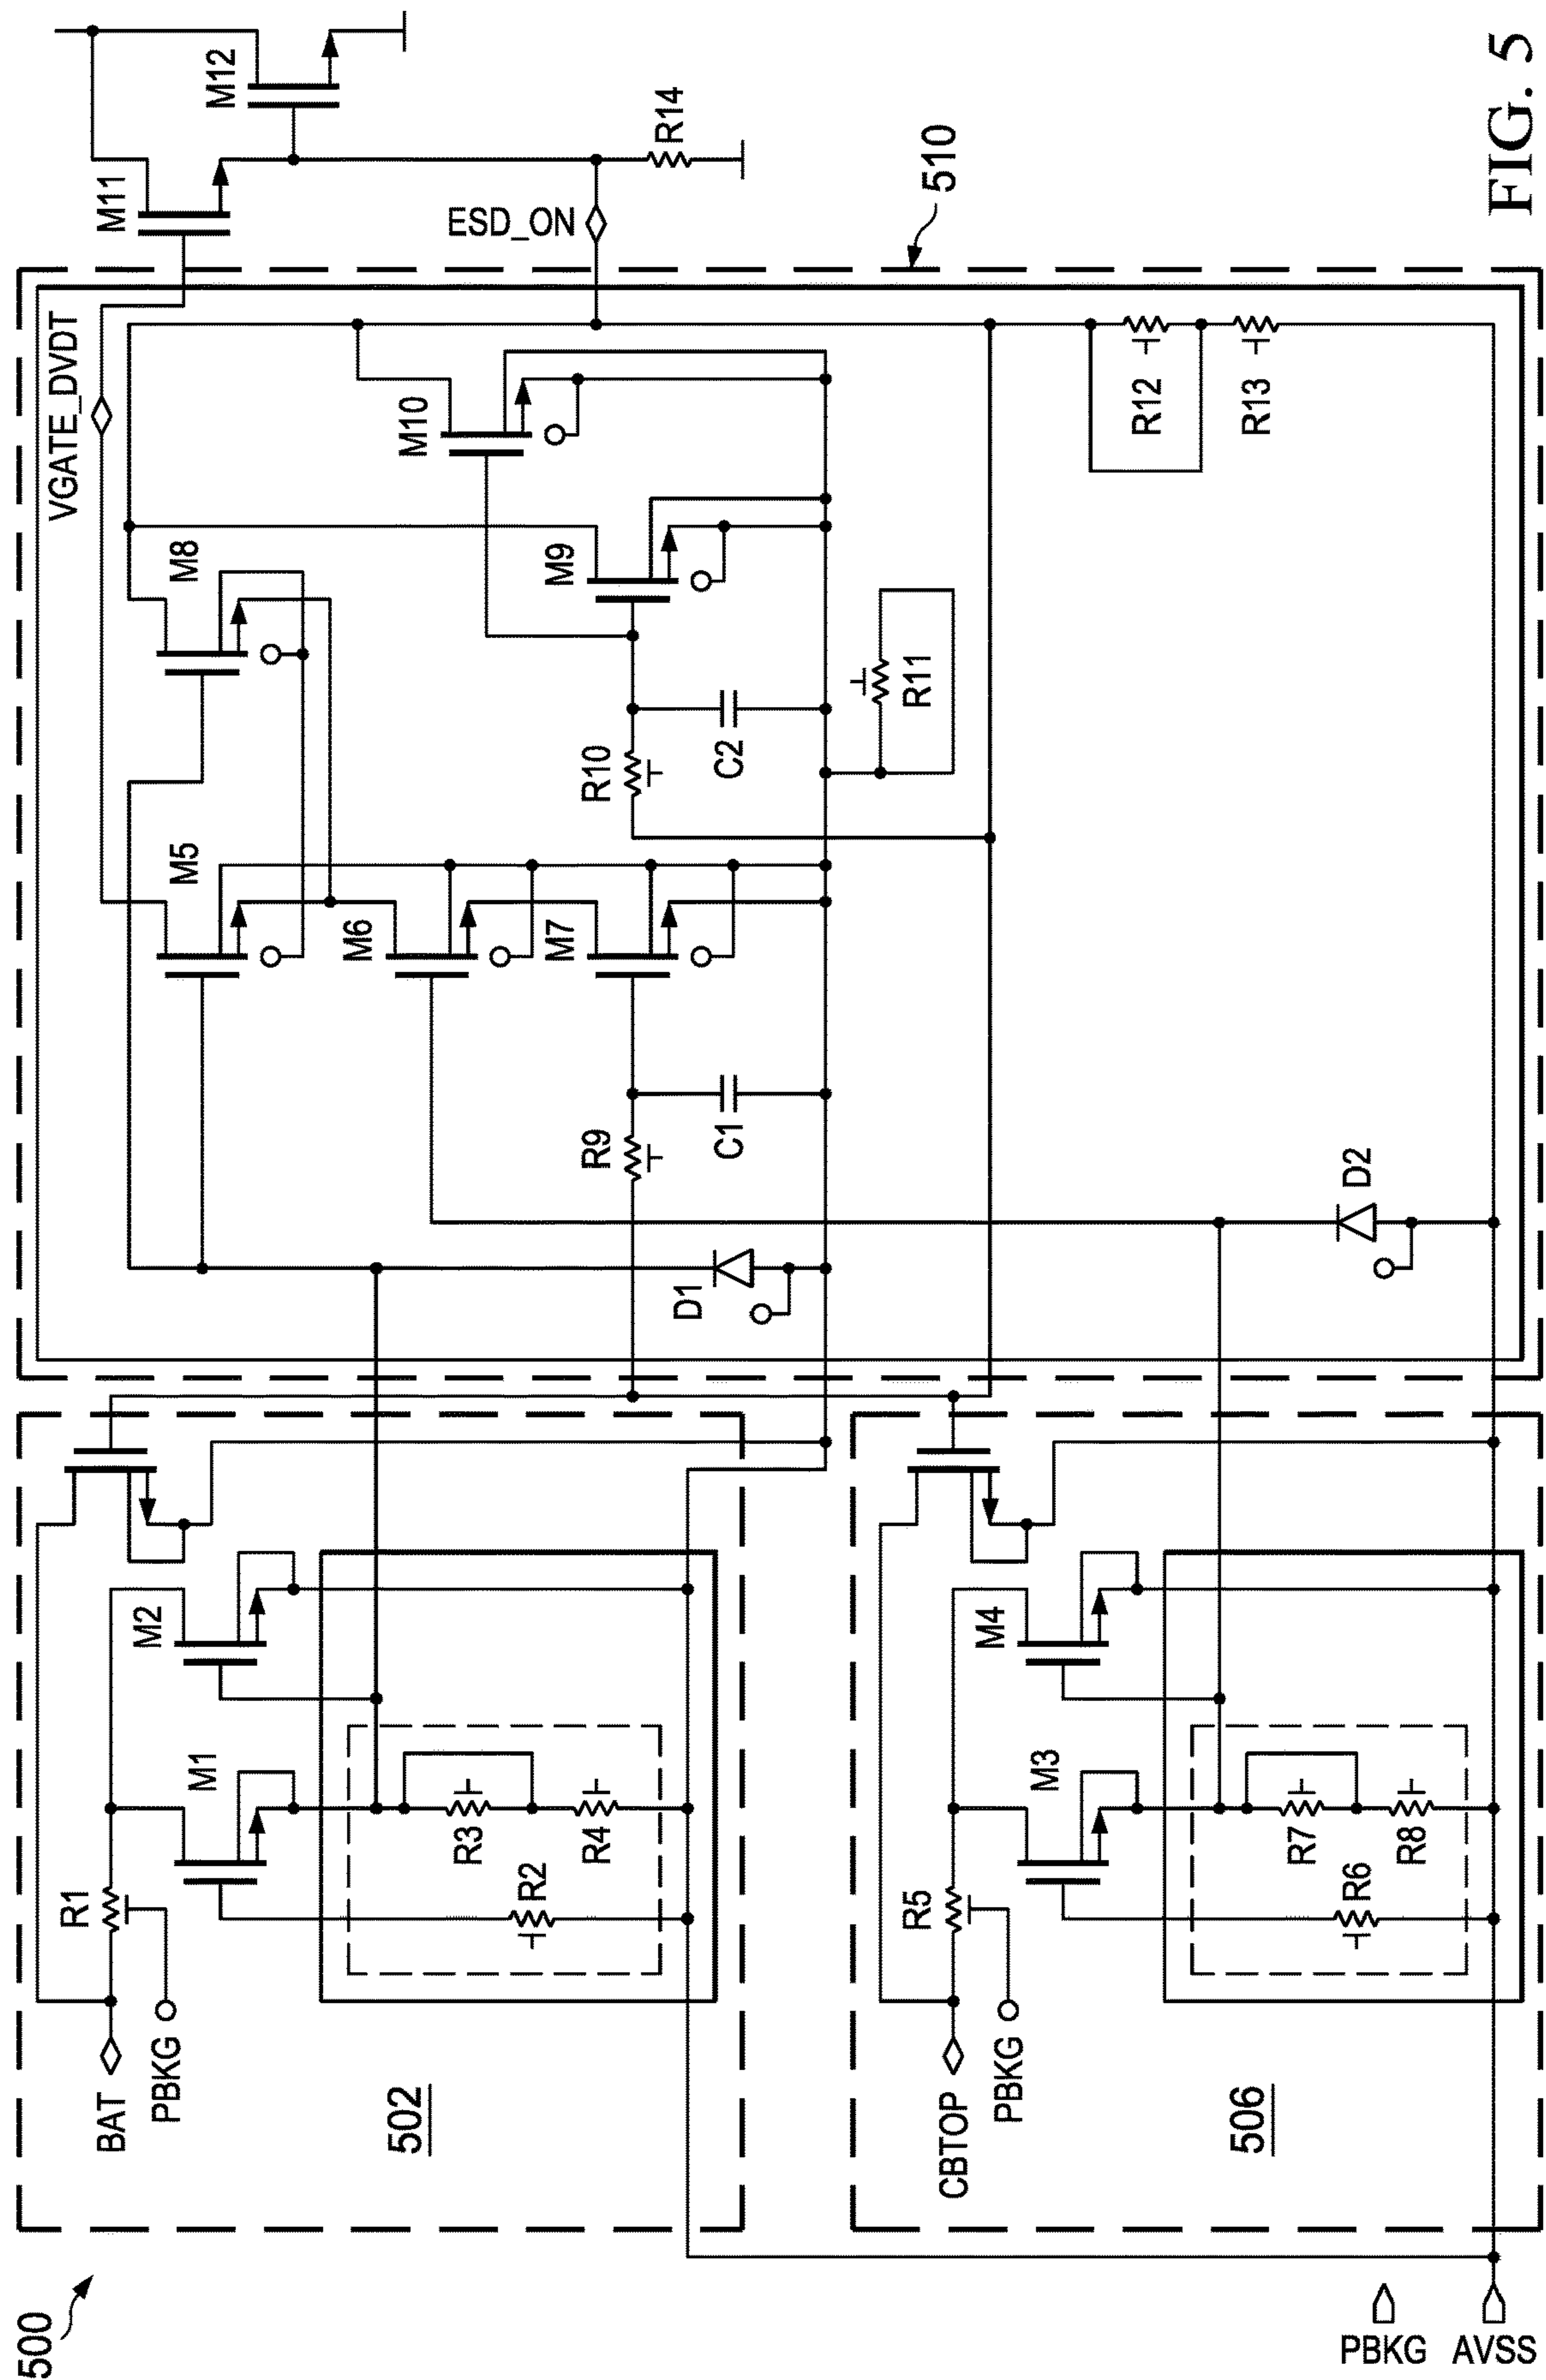 500
BAT
PBKG
R1
M1
M2
R3
R4
R2
502
CBTOP
PBKG
R5
M3
M4
R7
R8
R6
506
PBKG
AVSS
VGATE_DVDT
M5
M8
M6
M7
M9
M10
R9
C1
R10
C2
R11
D1
D2
R12
R13
510
M11
M12
ESD_ON
R14
FIG. 5